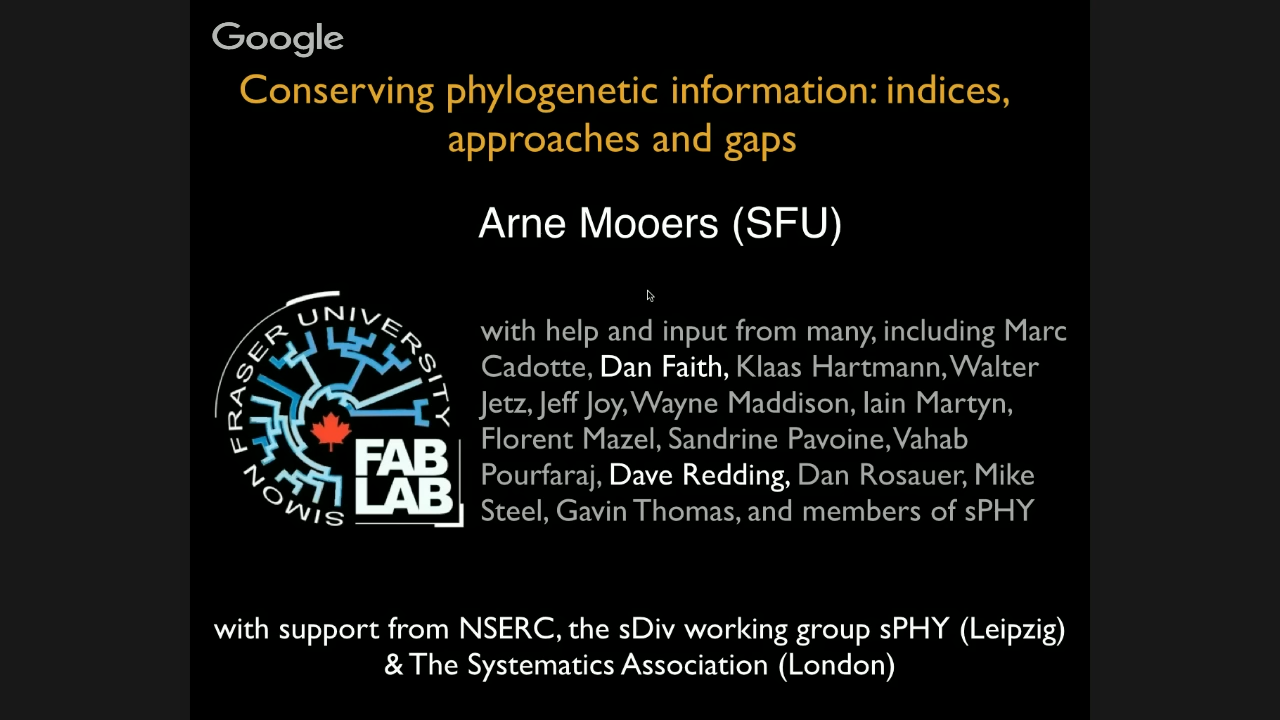 Google
Conserving phylogenetic information: indices,
approaches and gaps
Arne Mooers (SFU)
SIMON FRASER UNIVERSITY
FAB
LAB
with help and input from many, including Marc
Cadotte, Dan Faith, Klaas Hartmann, Walter
Jetz, Jeff Joy, Wayne Maddison, Iain Martyn,
Florent Mazel, Sandrine Pavoine, Vahab
Pourfaraj, Dave Redding, Dan Rosauer, Mike
Steel, Gavin Thomas, and members of sPHY
with support from NSERC, the sDiv working group sPHY (Leipzig)
& The Systematics Association (London)